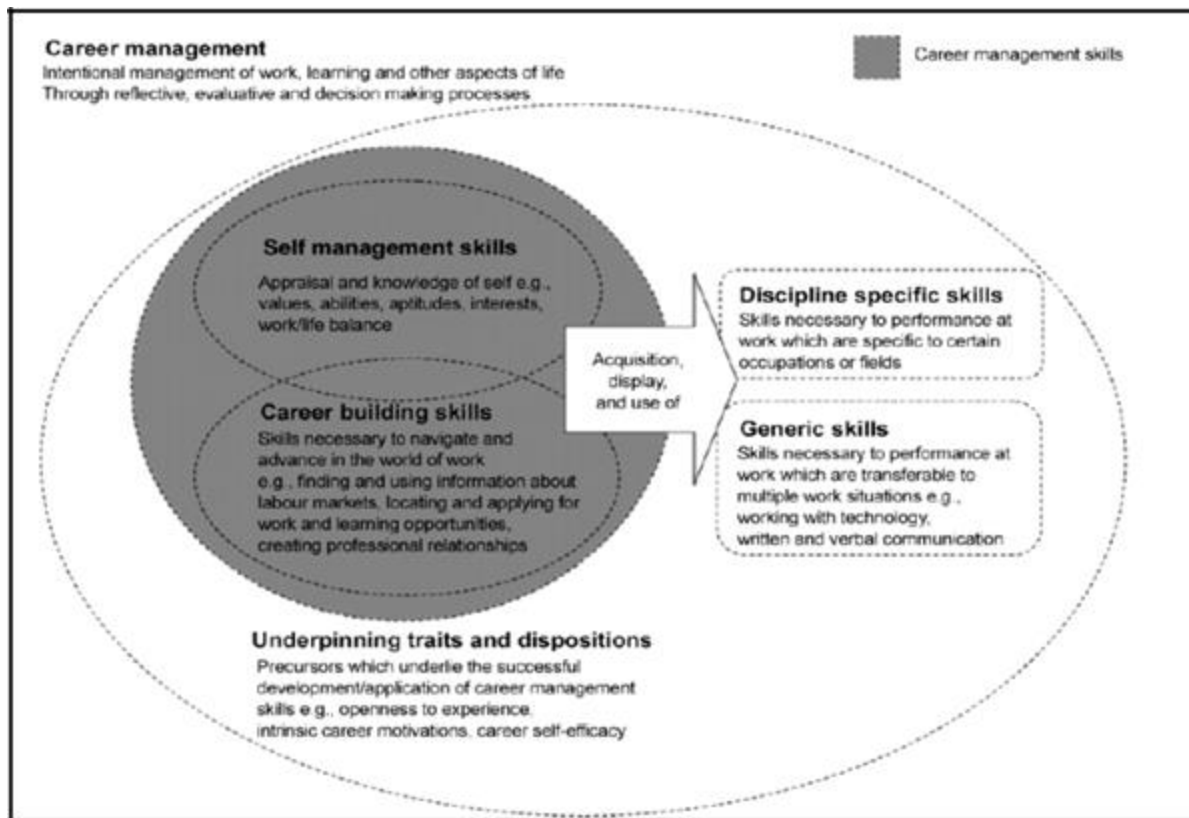 Career management
Intentional management of work, learning and other aspects of life
Through reflective, evaluative and decision making processes
Career management skills
Self management skills
Appraisal and knowledge of self e.g.,
values, abilities, aptitudes, interests,
work/life balance
Career building skills
Skills necessary to navigate and
advance in the world of work
e.g., finding and using information about
labour markets, locating and applying for
work and learning opportunities,
creating professional relationships
Acquisition,
display,
and use of
Discipline specific skills
Skills necessary to performance at
work which are specific to certain
occupations or fields
Generic skills
Skills necessary to performance at
work which are transferable to
multiple work situations e.g.,
working with technology,
written and verbal communication
Underpinning traits and dispositions
Precursors which underlie the successful
development/application of career management
skills e.g., openness to experience,
intrinsic career motivations, career self-efficacy